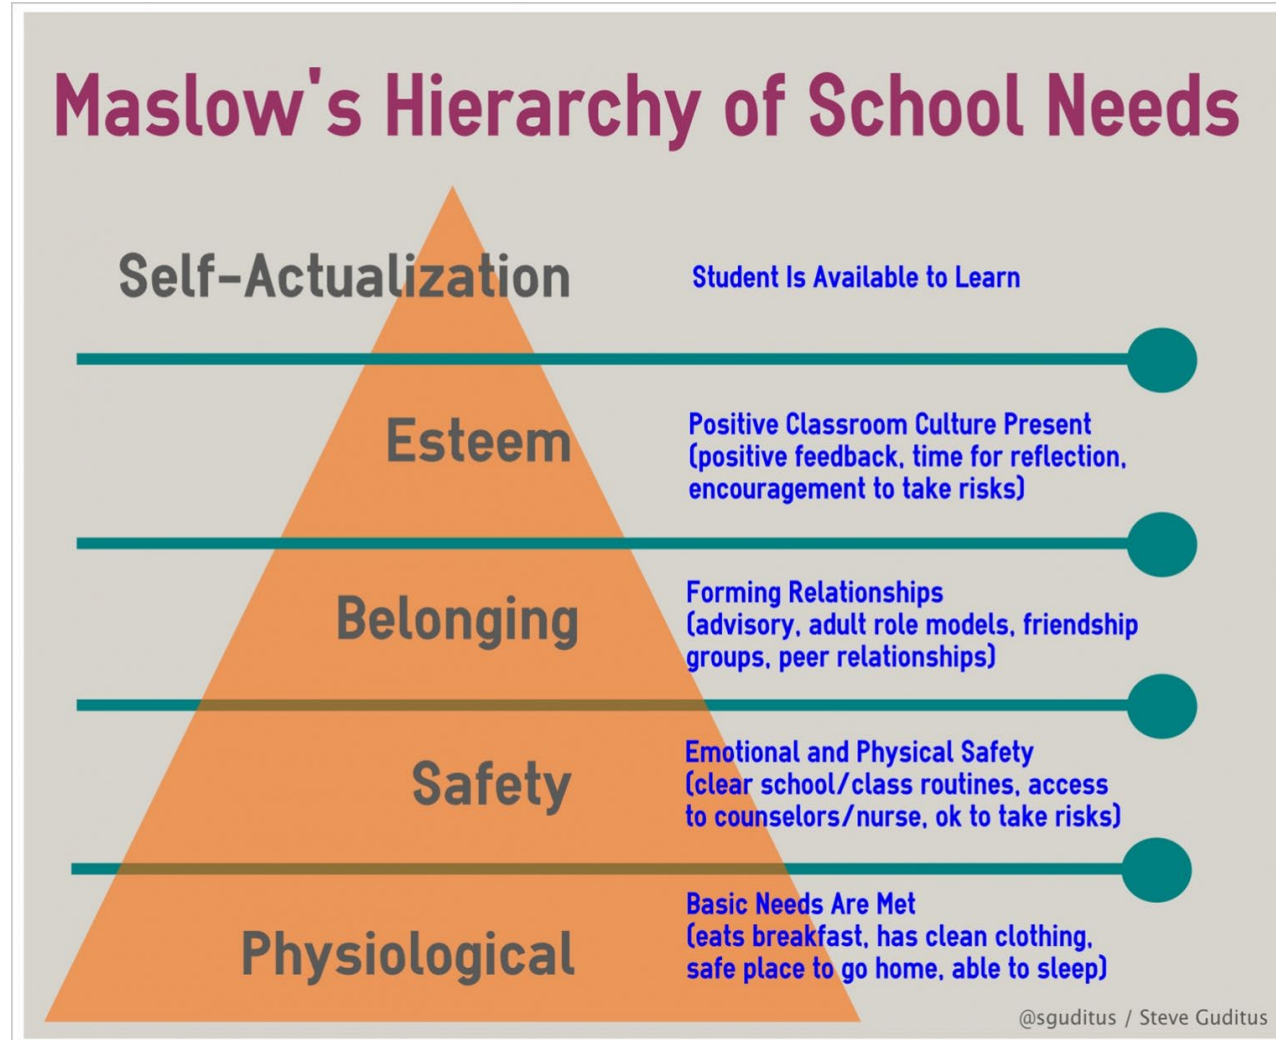 Maslow's Hierarchy of School Needs
Self-Actualization
Student Is Available to Learn
Esteem
Positive Classroom Culture Present
(positive feedback, time for reflection,
encouragement to take risks)
Belonging
Forming Relationships
(advisory, adult role models, friendship
groups, peer relationships)
Safety
Emotional and Physical Safety
(clear school/class routines, access
to counselors/nurse, ok to take risks)
Physiological
Basic Needs Are Met
(eats breakfast, has clean clothing,
safe place to go home, able to sleep)
@sguditus / Steve Guditus